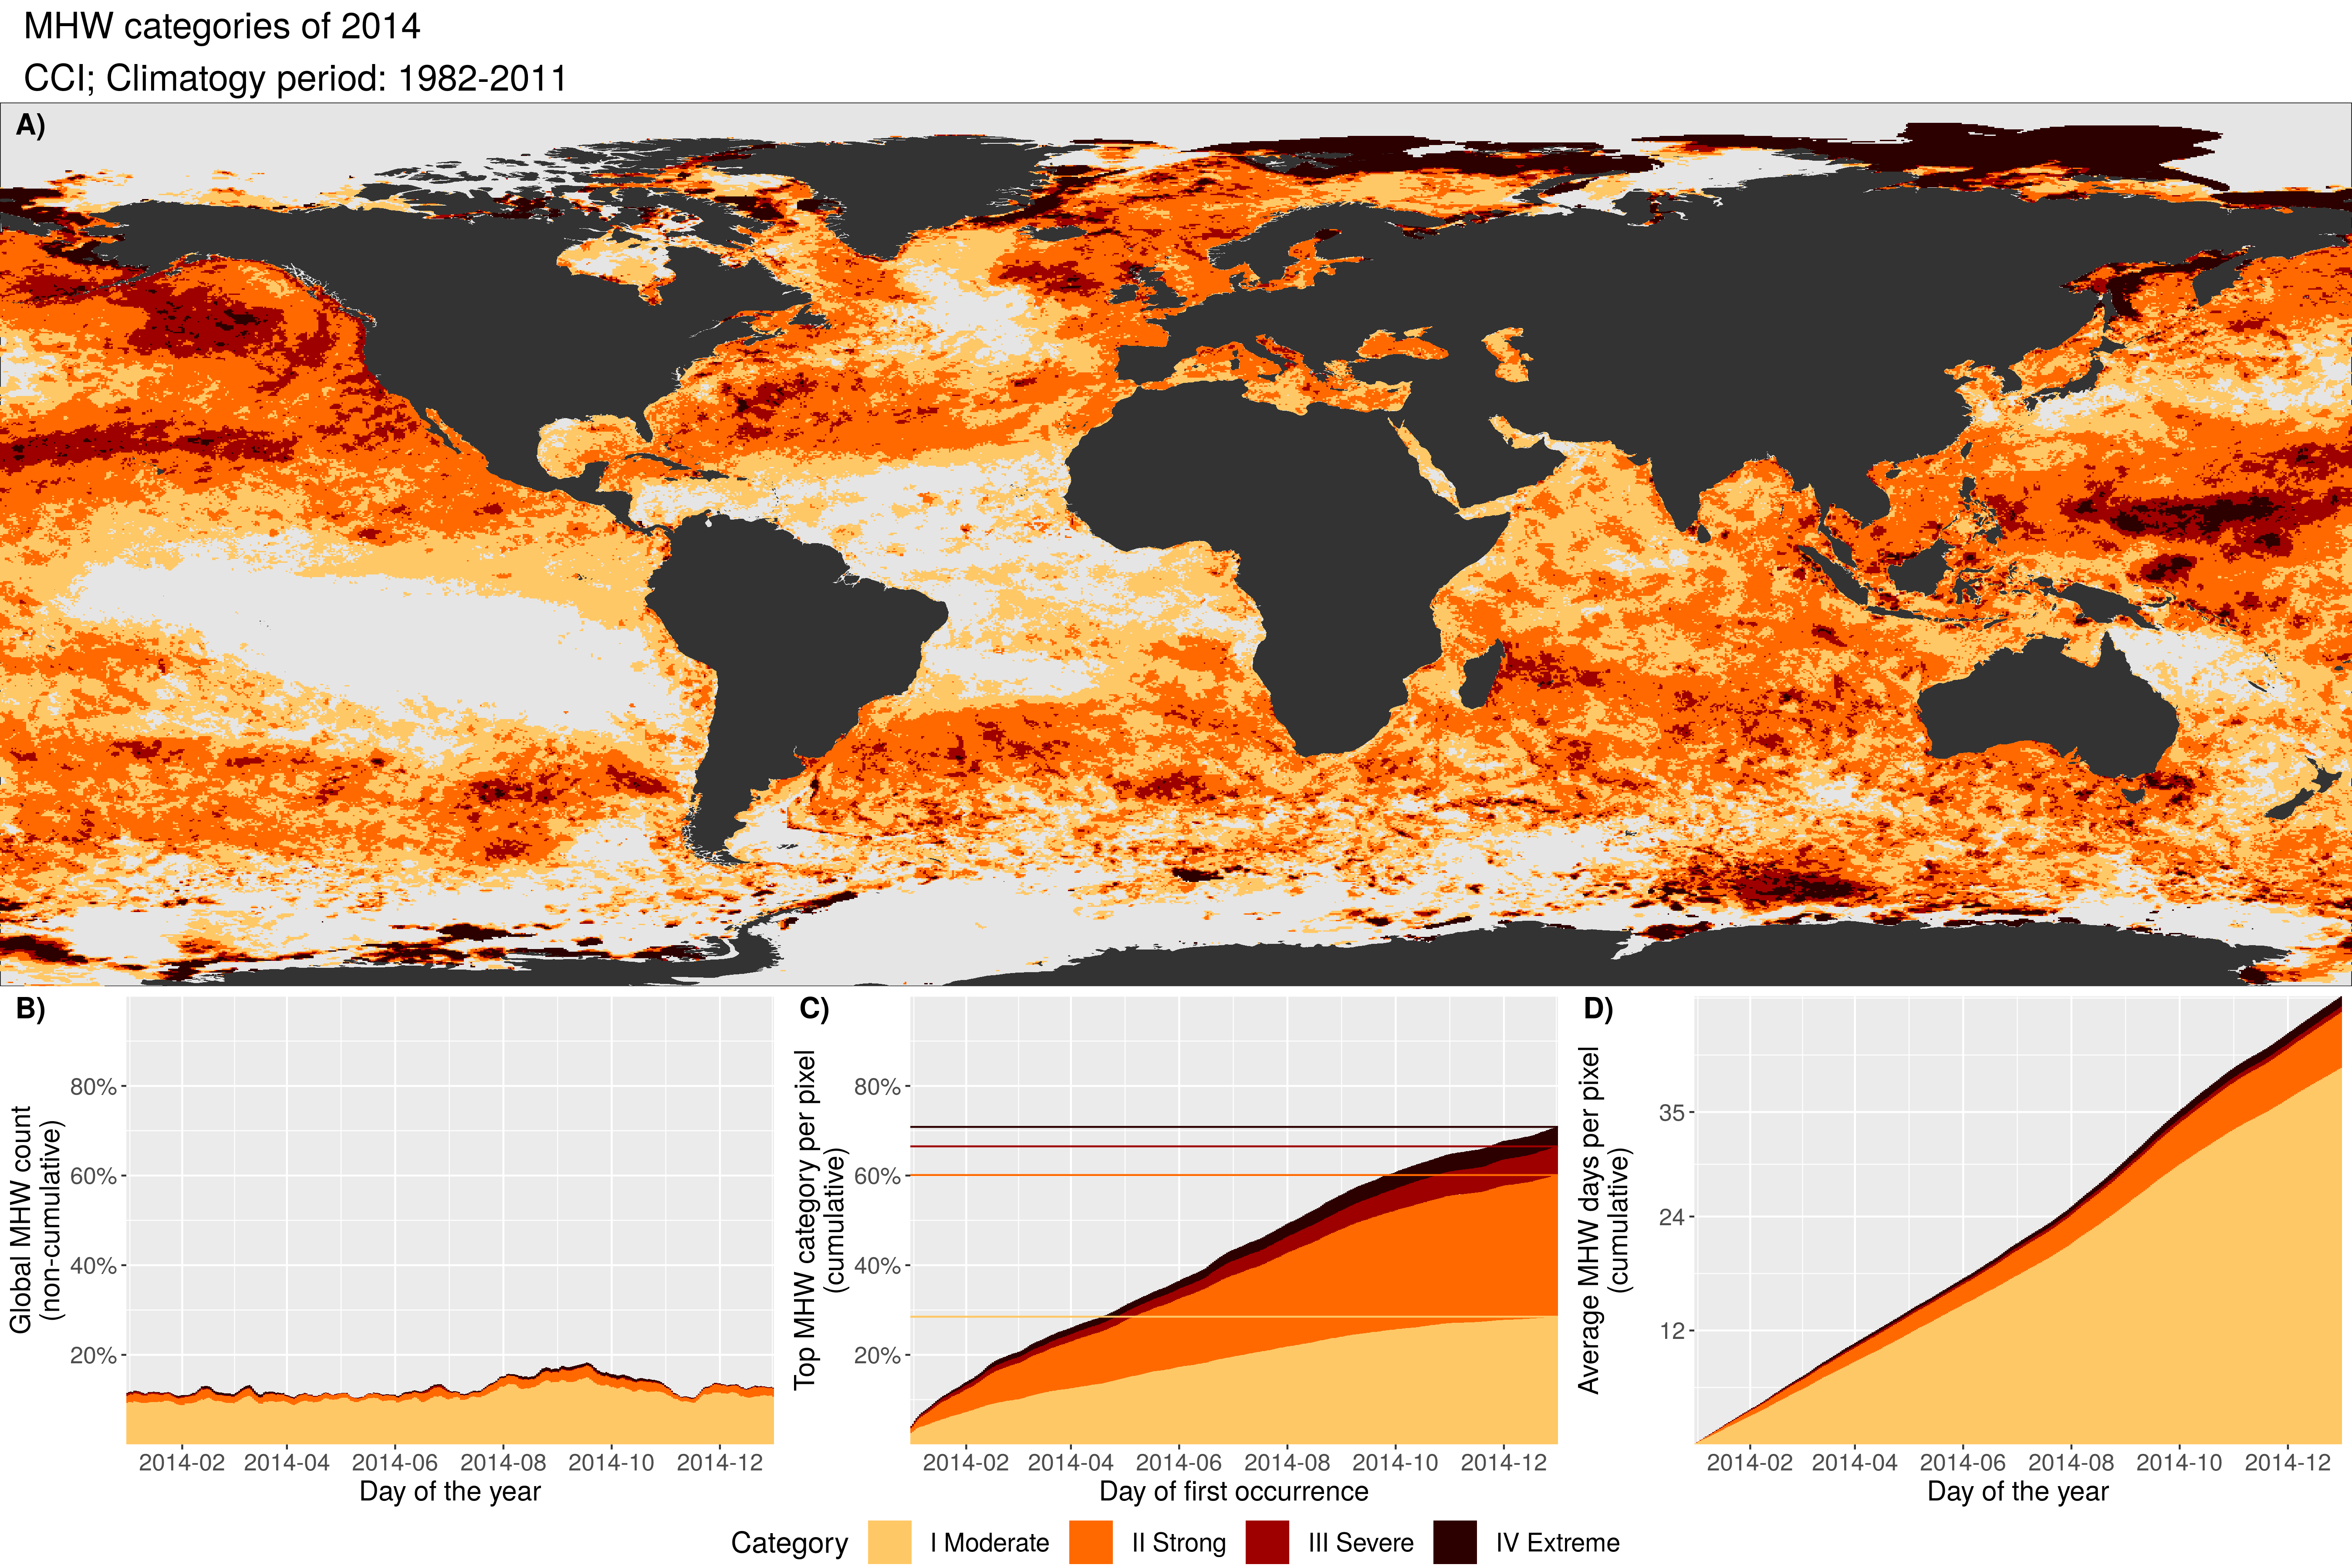 MHW categories of 2014
CCI; Climatogy period: 1982-2011
A)
B)
Global MHW count
(non-cumulative)
80%
60%
40%
20%
2014-02 2014-04 2014-06 2014-08 2014-10 2014-12
Day of the year
C)
Top MHW category per pixel
(cumulative)
80%
60%
40%
20%
2014-02 2014-04 2014-06 2014-08 2014-10 2014-12
Day of first occurrence
D)
Average MHW days per pixel
(cumulative)
35
24
12
2014-02 2014-04 2014-06 2014-08 2014-10 2014-12
Day of the year
Category I Moderate II Strong III Severe IV Extreme